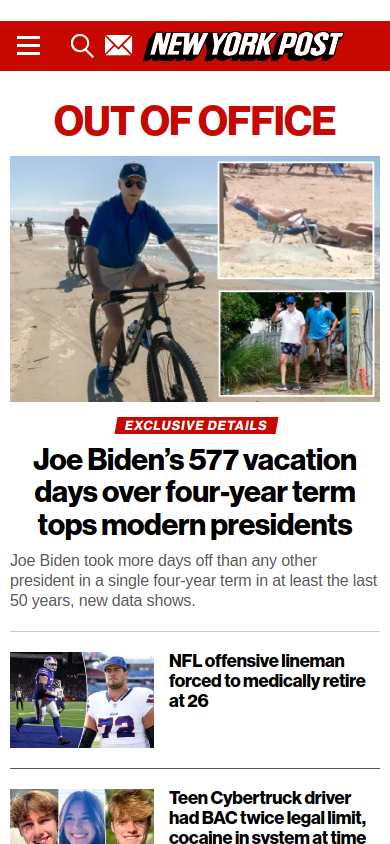 NEW YORK POST
OUT OF OFFICE
EXCLUSIVE DETAILS
Joe Biden’s 577 vacation
days over four-year term
tops modern presidents
Joe Biden took more days off than any other
president in a single four-year term in at least the last
50 years, new data shows.
NFL offensive lineman
forced to medically retire
at 26
72
Teen Cybertruck driver
had BAC twice legal limit,
cocaine in system at time